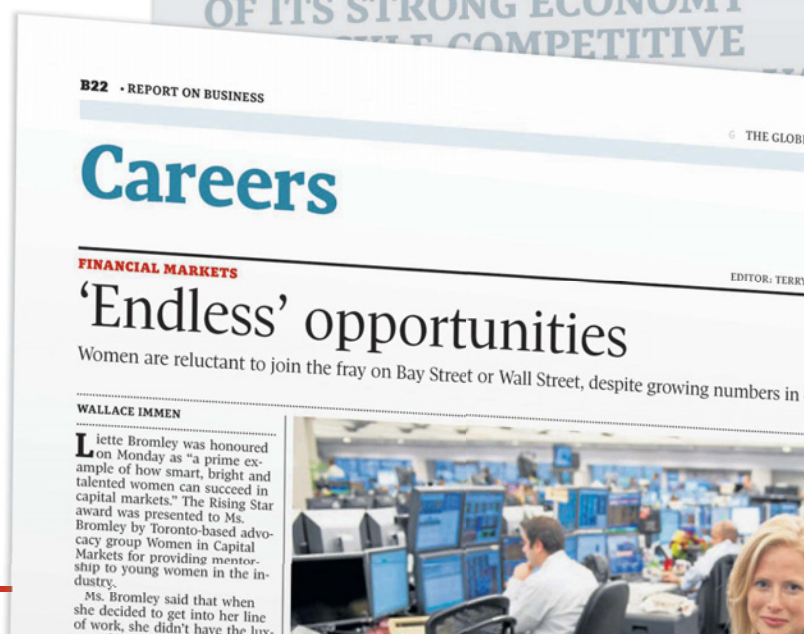 OF ITS STRONG ECONOMY
COMPETITIVE
B22 • REPORT ON BUSINESS
G THE GLOB
Careers
FINANCIAL MARKETS
EDITOR: TERRY
‘Endless’ opportunities
Women are reluctant to join the fray on Bay Street or Wall Street, despite growing numbers in
WALLACE IMMEN
Liette Bromley was honoured
on Monday as “a prime ex-
ample of how smart, bright and
talented women can succeed in
capital markets.” The Rising Star
award was presented to Ms.
Bromley by Toronto-based advo-
cacy group Women in Capital
Markets for providing mentor-
ship to young women in the in-
dustry.
Ms. Bromley said that when
she decided to get into her line
of work, she didn’t have the lux-